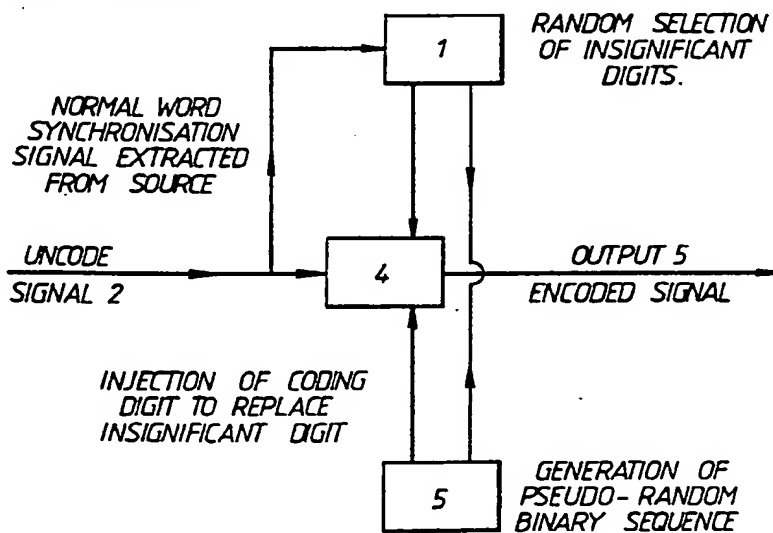 1
RANDOM SELECTION
OF INSIGNIFICANT
DIGITS.
NORMAL WORD
SYNCHRONISATION
SIGNAL EXTRACTED
FROM SOURCE
UNCODE
SIGNAL 2
4
OUTPUT 5
ENCODED SIGNAL
INJECTION OF CODING
DIGIT TO REPLACE
INSIGNIFICANT DIGIT
5
GENERATION OF
PSEUDO-RANDOM
BINARY SEQUENCE